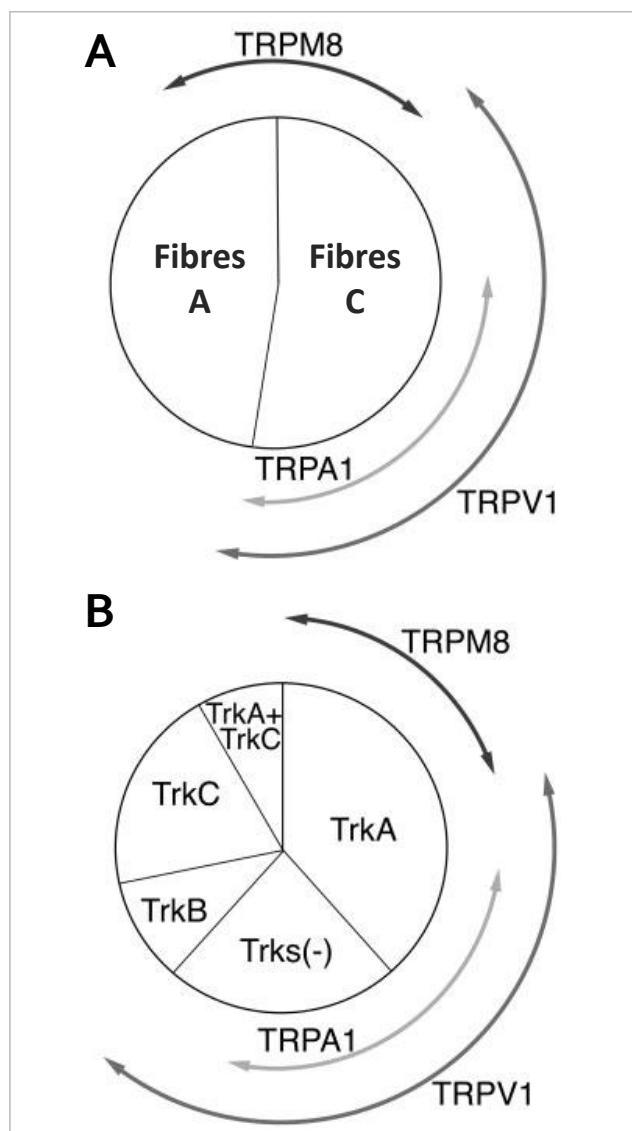 A
TRPM8
Fibres
A
Fibres
C
TRPA1
TRPV1
B
TRPM8
TrkA+
TrkC
TrkC
TrkA
TrkB
Trks(-)
TRPA1
TRPV1